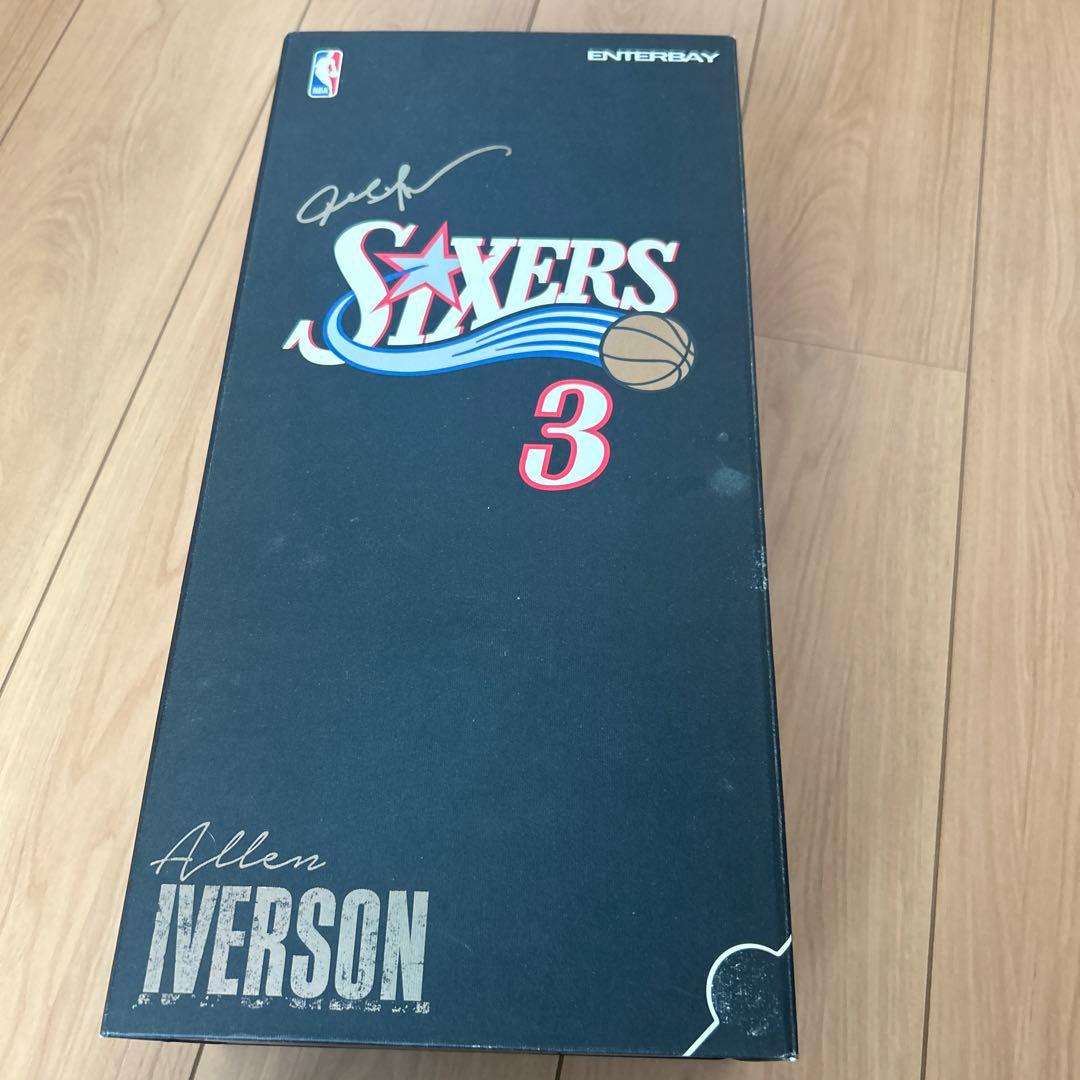 NBA
ENTERBAY
SIXERS
3
Allen
IVERSON